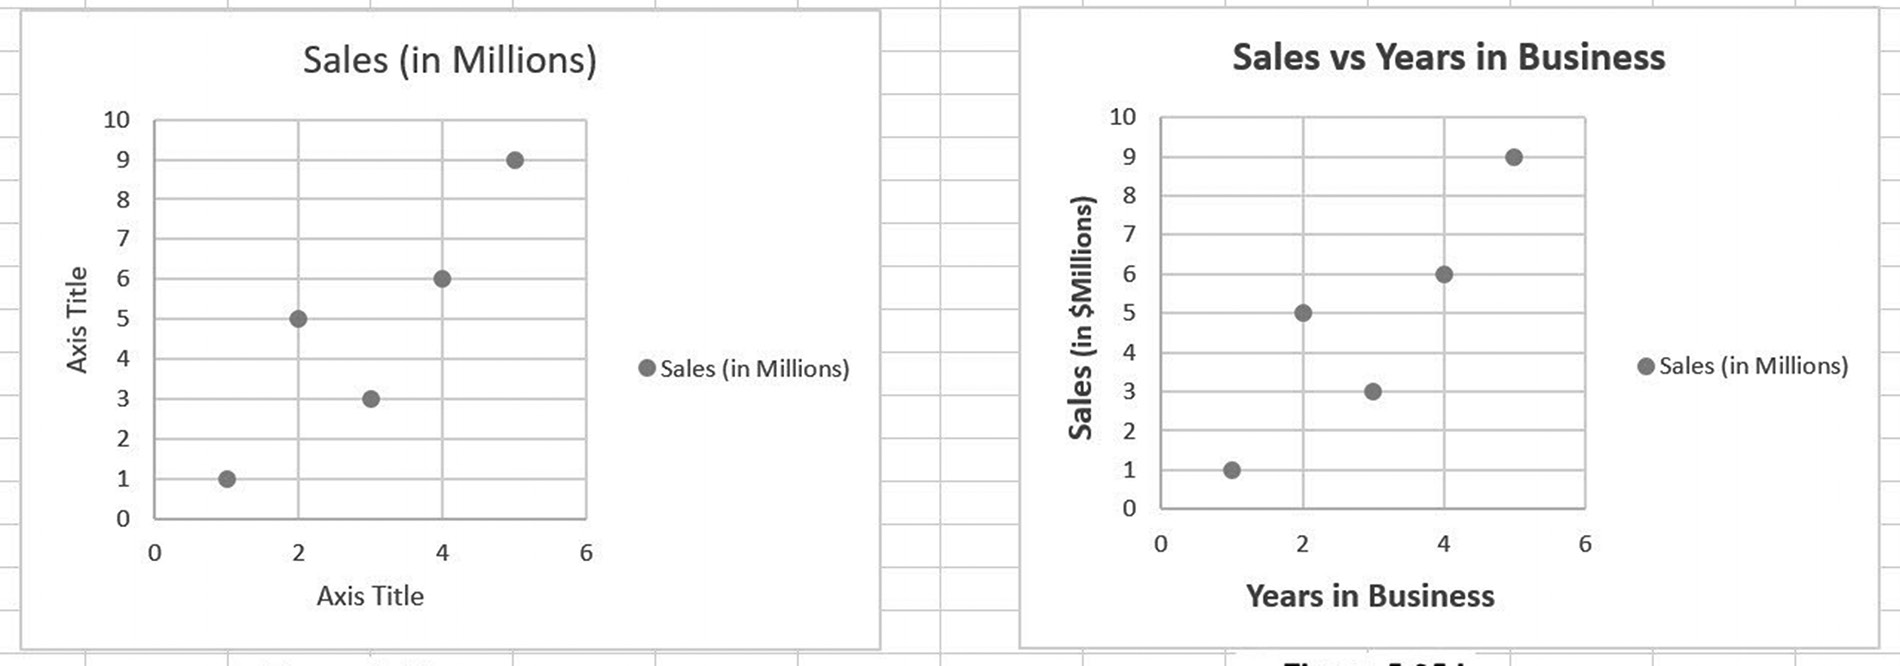 Sales (in Millions)
10
9
8
7
6
5
4
3
2
1
0
Axis Title
0 2 4 6
Axis Title
Sales (in Millions)
Sales vs Years in Business
10
9
8
7
6
5
4
3
2
1
0
Sales (in $Millions)
0 2 4 6
Years in Business
Sales (in Millions)